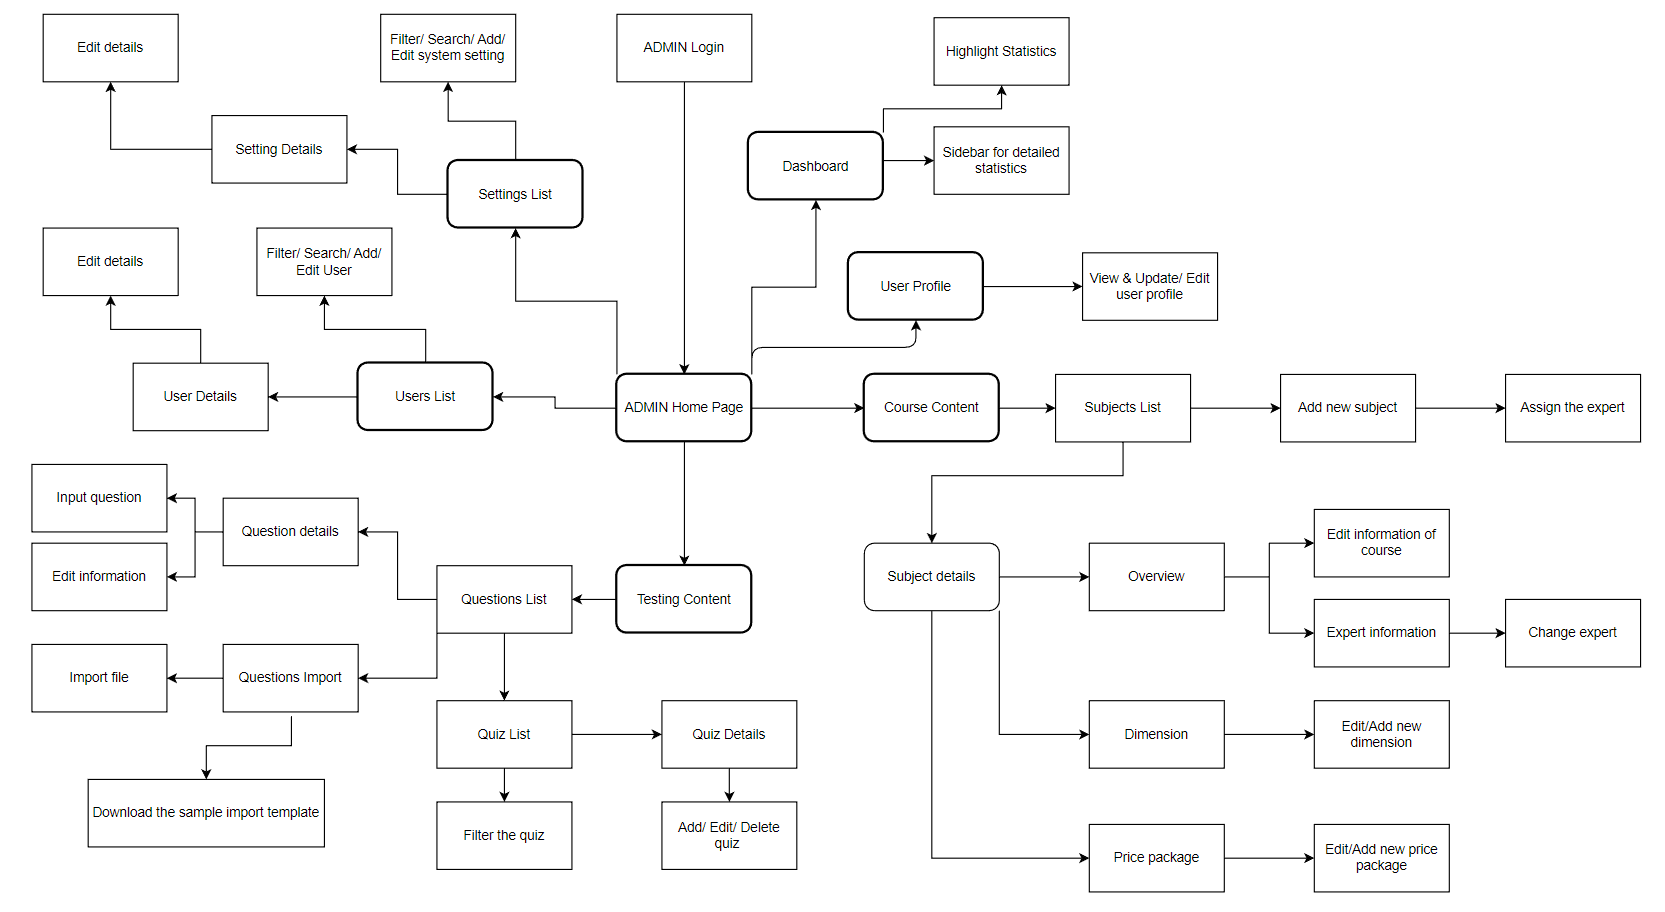 Edit details
Filter/ Search/ Add/
Edit system setting
ADMIN Login
Highlight Statistics
Setting Details
Dashboard
Sidebar for detailed
statistics
Settings List
Edit details
Filter/ Search/ Add/
Edit User
User Profile
View & Update/ Edit
user profile
User Details
Users List
ADMIN Home Page
Course Content
Subjects List
Add new subject
Assign the expert
Input question
Question details
Edit information
Questions List
Testing Content
Subject details
Overview
Edit information of
course
Expert information
Change expert
Import file
Questions Import
Quiz List
Quiz Details
Dimension
Edit/Add new
dimension
Download the sample import template
Filter the quiz
Add/ Edit/ Delete
quiz
Price package
Edit/Add new price
package